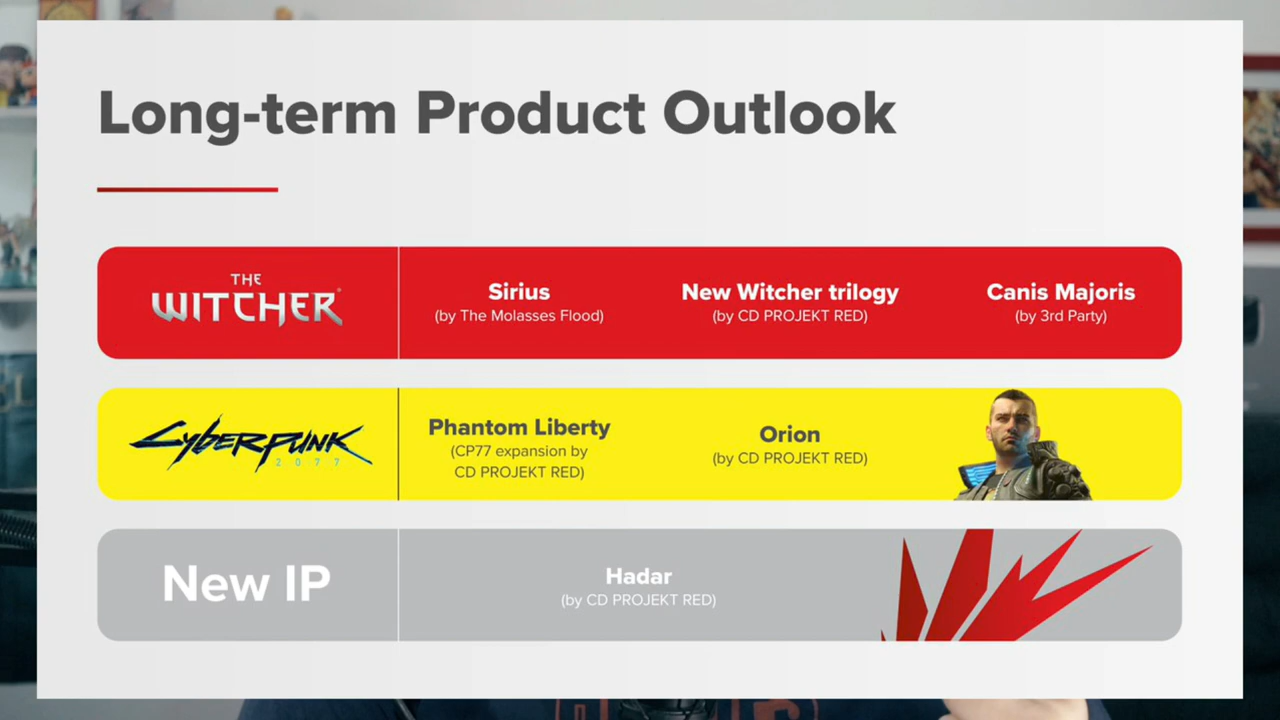 Long-term Product Outlook
THE
WITCHER
Sirius
(by The Molasses Flood)
New Witcher trilogy
(by CD PROJEKT RED)
Canis Majoris
(by 3rd Party)
CYBERPUNK
2077
Phantom Liberty
(CP77 expansion by
CD PROJEKT RED)
Orion
(by CD PROJEKT RED)
New IP
Hadar
(by CD PROJEKT RED)